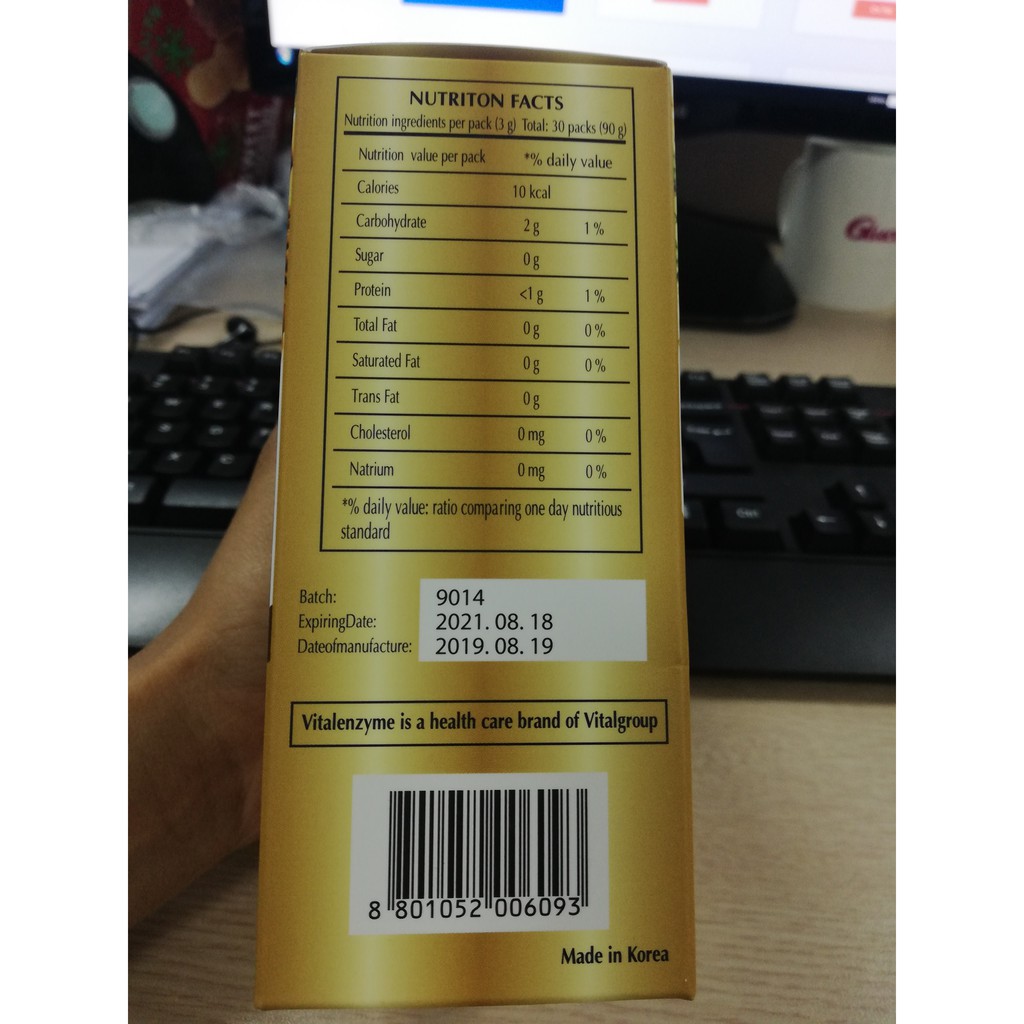 NUTRITON FACTS
Nutrition ingredients per pack (3 g) Total: 30 packs (90 g)
Nutrition value per pack *% daily value
Calories 10 kcal
Carbohydrate 2 g 1 %
Sugar 0 g
Protein <1 g 1 %
Total Fat 0 g 0 %
Saturated Fat 0 g 0 %
Trans Fat 0 g
Cholesterol 0 mg 0 %
Natrium 0 mg 0 %
*% daily value: ratio comparing one day nutritious
standard
Batch: 9014
ExpiringDate: 2021. 08. 18
Dateofmanufacture: 2019. 08. 19
Vitalenzyme is a health care brand of Vitalgroup
8 801052 006093
Made in Korea